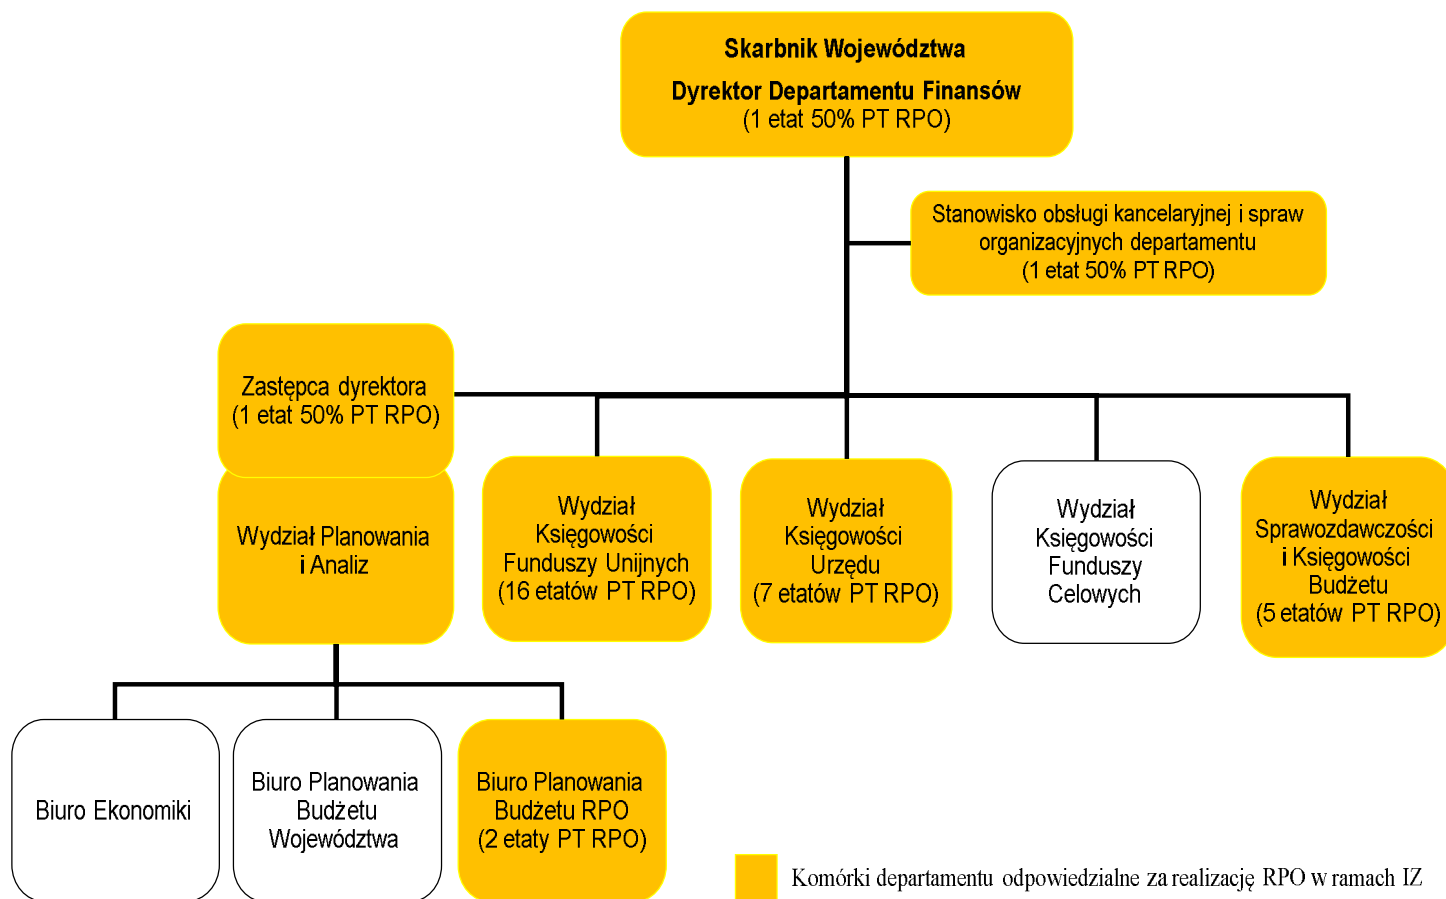 Skarbnik Województwa
Dyrektor Departamentu Finansów
(1 etat 50% PT RPO)
Stanowisko obsługi kancelaryjnej i spraw
organizacyjnych departamentu
(1 etat 50% PT RPO)
Zastępca dyrektora
(1 etat 50% PT RPO)
Wydział Planowania
i Analiz
Wydział
Księgowości
Funduszy Unijnych
(16 etatów PT RPO)
Wydział
Księgowości
Urzędu
(7 etatów PT RPO)
Wydział
Księgowości
Funduszy
Celowych
Wydział
Sprawozdawczości
i Księgowości
Budżetu
(5 etatów PT RPO)
Biuro Ekonomiki
Biuro Planowania
Budżetu
Województwa
Biuro Planowania
Budżetu RPO
(2 etaty PT RPO)
Komórki departamentu odpowiedzialne za realizację RPO w ramach IZ